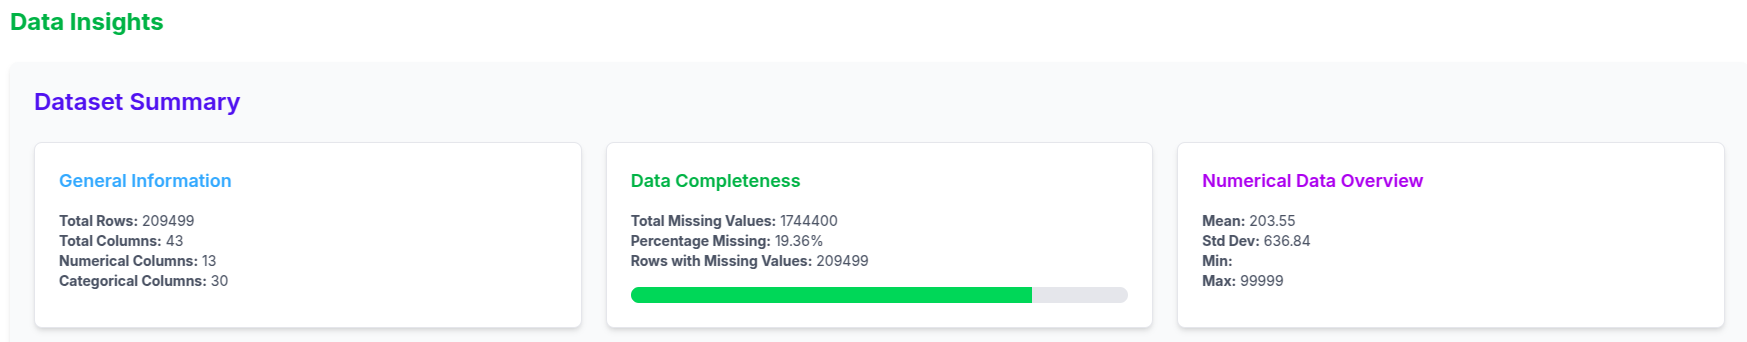 Data Insights
Dataset Summary
General Information
Total Rows: 209499
Total Columns: 43
Numerical Columns: 13
Categorical Columns: 30
Data Completeness
Total Missing Values: 1744400
Percentage Missing: 19.36%
Rows with Missing Values: 209499
Numerical Data Overview
Mean: 203.55
Std Dev: 636.84
Min:
Max: 99999